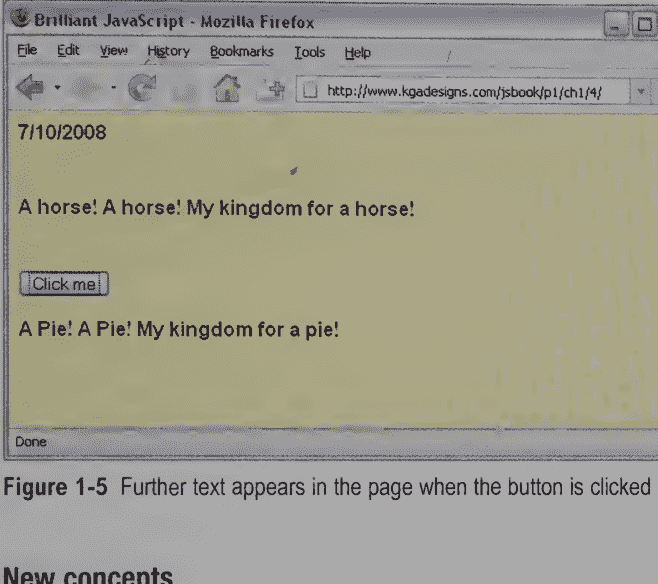 Brilliant JavaScript - Mozilla Firefox
File Edit View History Bookmarks Tools Help
http://www.kgadesigns.com/jsbook/p1/ch1/4/
7/10/2008
A horse! A horse! My kingdom for a horse!
Click me
A Pie! A Pie! My kingdom for a pie!
Done
Figure 1-5 Further text appears in the page when the button is clicked
New concepts